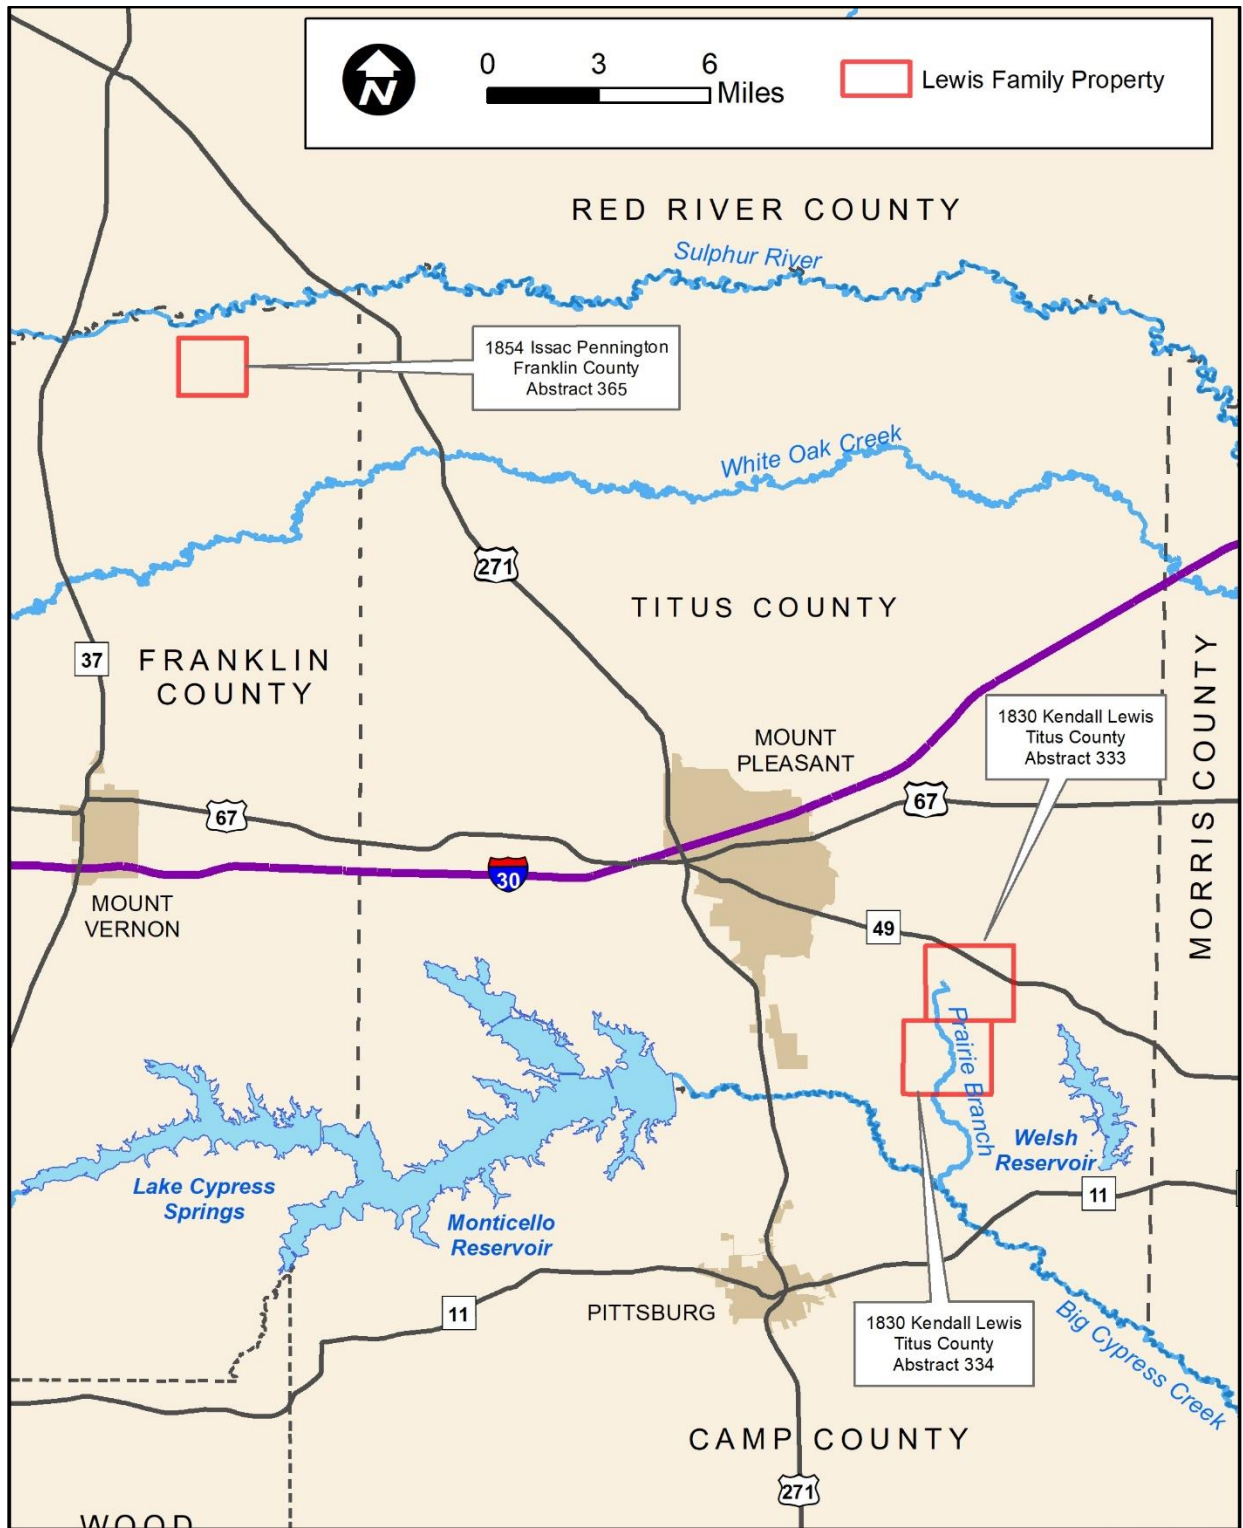 0 3 6
Miles
N
Lewis Family Property
RED RIVER COUNTY
Sulphur River
1854 Issac Pennington
Franklin County
Abstract 365
White Oak Creek
271
TITUS COUNTY
37
FRANKLIN
COUNTY
MORRIS COUNTY
1830 Kendall Lewis
Titus County
Abstract 333
MOUNT
PLEASANT
67
67
30
MOUNT
VERNON
49
Prairie Branch
Welsh
Reservoir
Lake Cypress
Springs
Monticello
Reservoir
11
11
PITTSBURG
1830 Kendall Lewis
Titus County
Abstract 334
Big Cypress Creek
CAMP COUNTY
271
WOOD